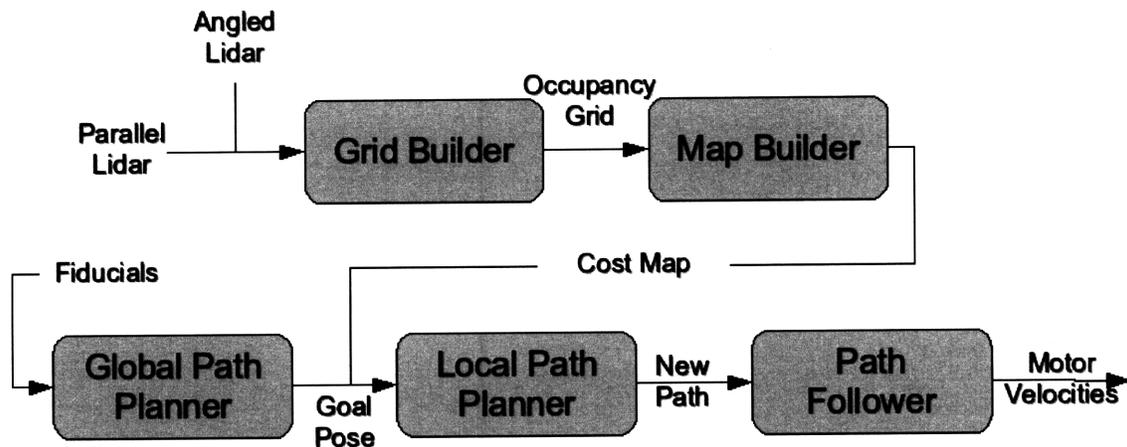 Angled
Lidar
Parallel
Lidar
Grid Builder
Occupancy
Grid
Map Builder
Fiducials
Cost Map
Global Path
Planner
Goal
Pose
Local Path
Planner
New
Path
Path
Follower
Motor
Velocities